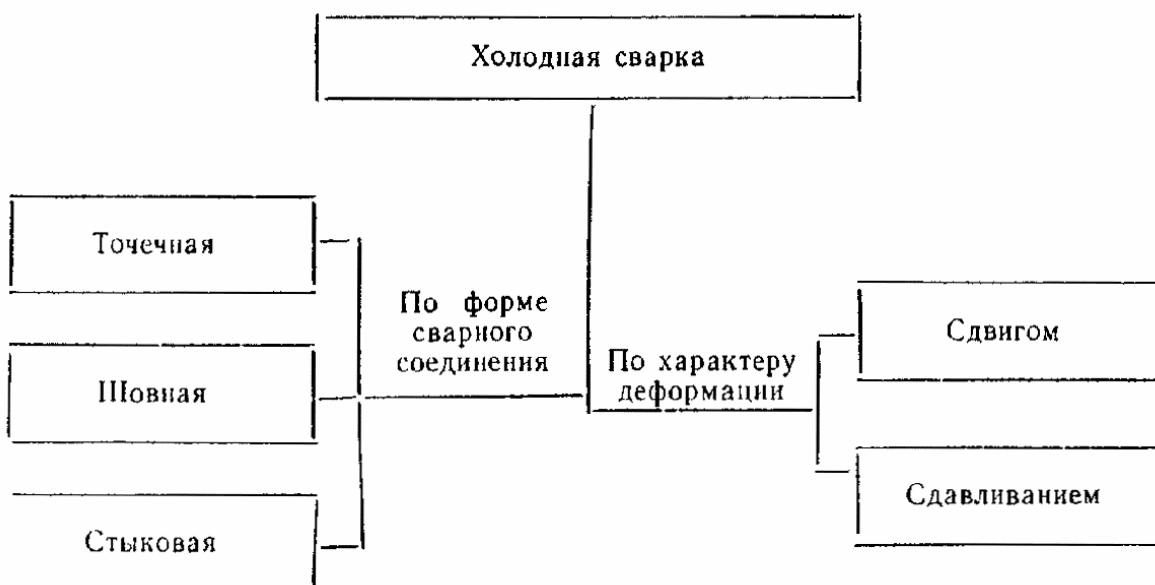 Холодная сварка
Точечная
Шовная
Стыковая
По форме
сварного
соединения
По характеру
деформации
Сдвигом
Сдавливанием